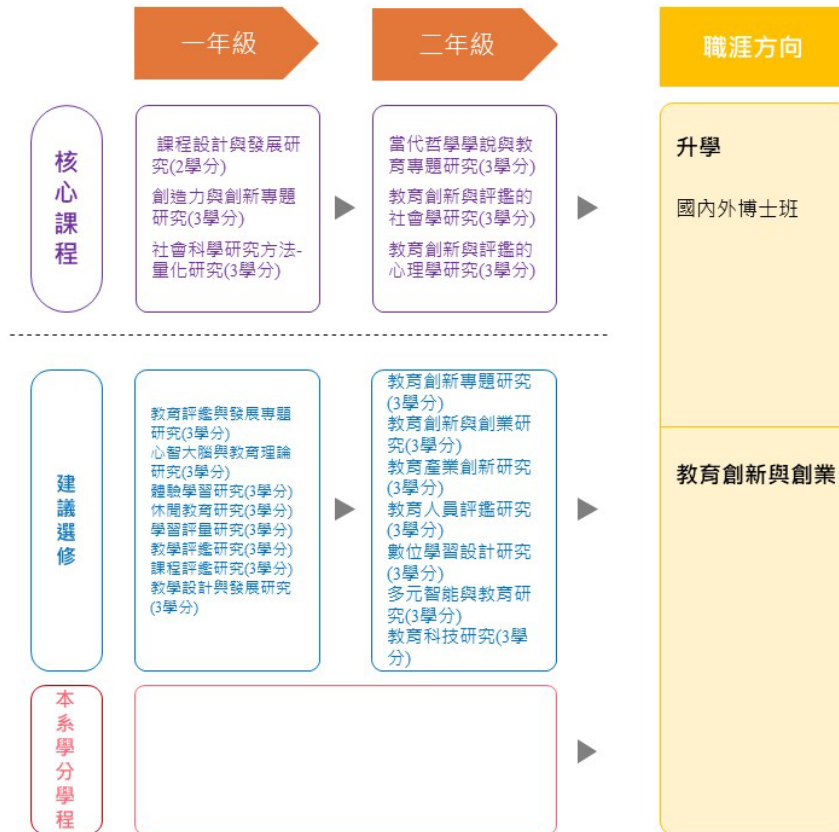 一年級
二年級
職涯方向
核心課程
課程設計與發展研
究(2學分)
創造力與創新專題
研究(3學分)
社會科學研究方法-
量化研究(3學分)
當代哲學學說與教
育專題研究(3學分)
教育創新與評鑑的
社會學研究(3學分)
教育創新與評鑑的
心理學研究(3學分)
升學
國內外博士班
建議選修
教育評鑑與發展專題
研究(3學分)
心智大腦與教育理論
研究(3學分)
體驗學習研究(3學分)
休閒教育研究(3學分)
學習評量研究(3學分)
教學評鑑研究(3學分)
課程評鑑研究(3學分)
教學設計與發展研究
(3學分)
教育創新專題研究
(3學分)
教育創新與創業研
究(3學分)
教育產業創新研究
(3學分)
教育人員評鑑研究
(3學分)
數位學習設計研究
(3學分)
多元智能與教育研
究(3學分)
教育科技研究(3學
分)
教育創新與創業
本系學分學程